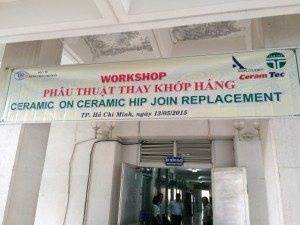 WORKSHOP
PHẪU THUẬT THAY KHỚP HÁNG
CeramTec
CERAMIC ON CERAMIC HIP JOIN REPLACEMENT
TP. Hồ Chí Minh, ngày 12/05/2015